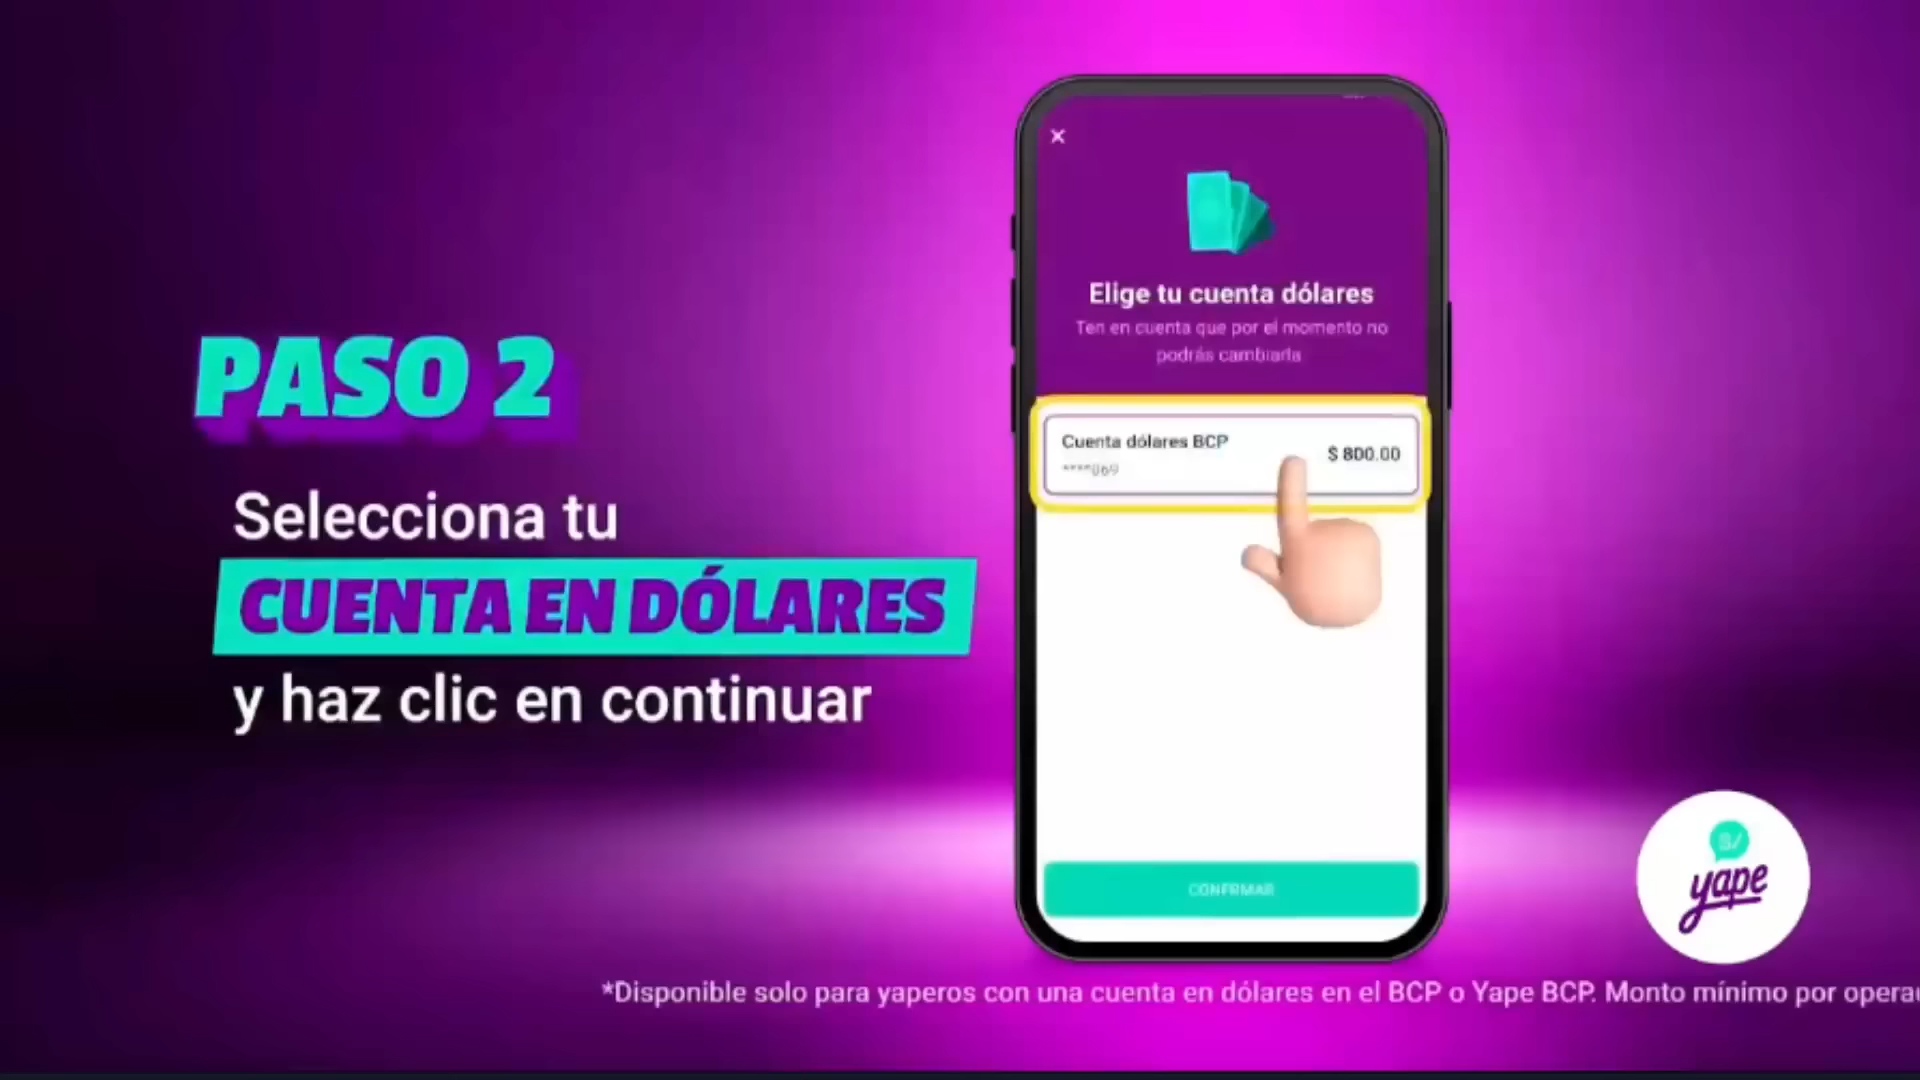 PASO 2
Selecciona tu
CUENTA EN DÓLARES
y haz clic en continuar
Elige tu cuenta dólares
Ten en cuenta que por el momento no
podrás cambiarla
Cuenta dólares BCP
$ 800.00
****069
CONFIRMAR
S/
yape
*Disponible solo para yaperos con una cuenta en dólares en el BCP o Yape BCP. Monto mínimo por opera